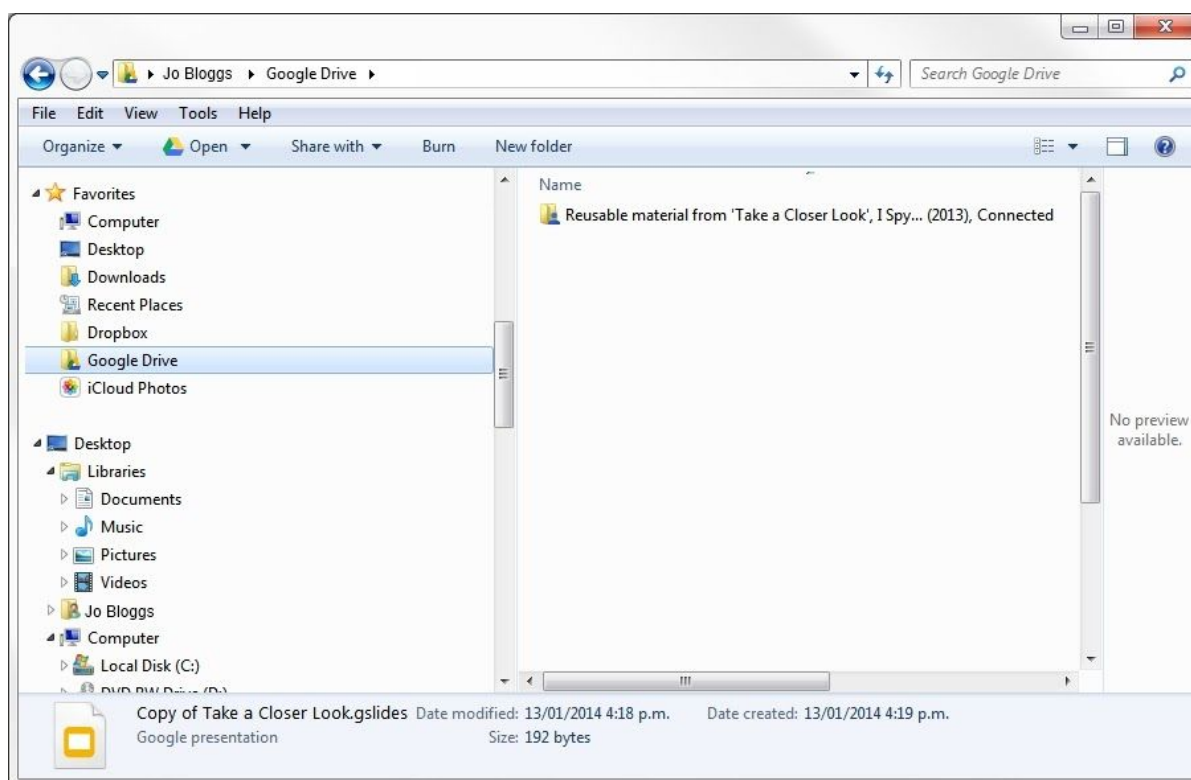 Jo Bloggs Google Drive Search Google Drive
File Edit View Tools Help
Organize Open Share with Burn New folder
Favorites
Computer
Desktop
Downloads
Recent Places
Dropbox
Google Drive
iCloud Photos
Desktop
Libraries
Documents
Music
Pictures
Videos
Jo Bloggs
Computer
Local Disk (C:)
DVD RW Drive (D:)
Name
Reusable material from 'Take a Closer Look', I Spy... (2013), Connected
No preview
available.
Copy of Take a Closer Look.gslides Date modified: 13/01/2014 4:18 p.m. Date created: 13/01/2014 4:19 p.m.
Google presentation Size: 192 bytes